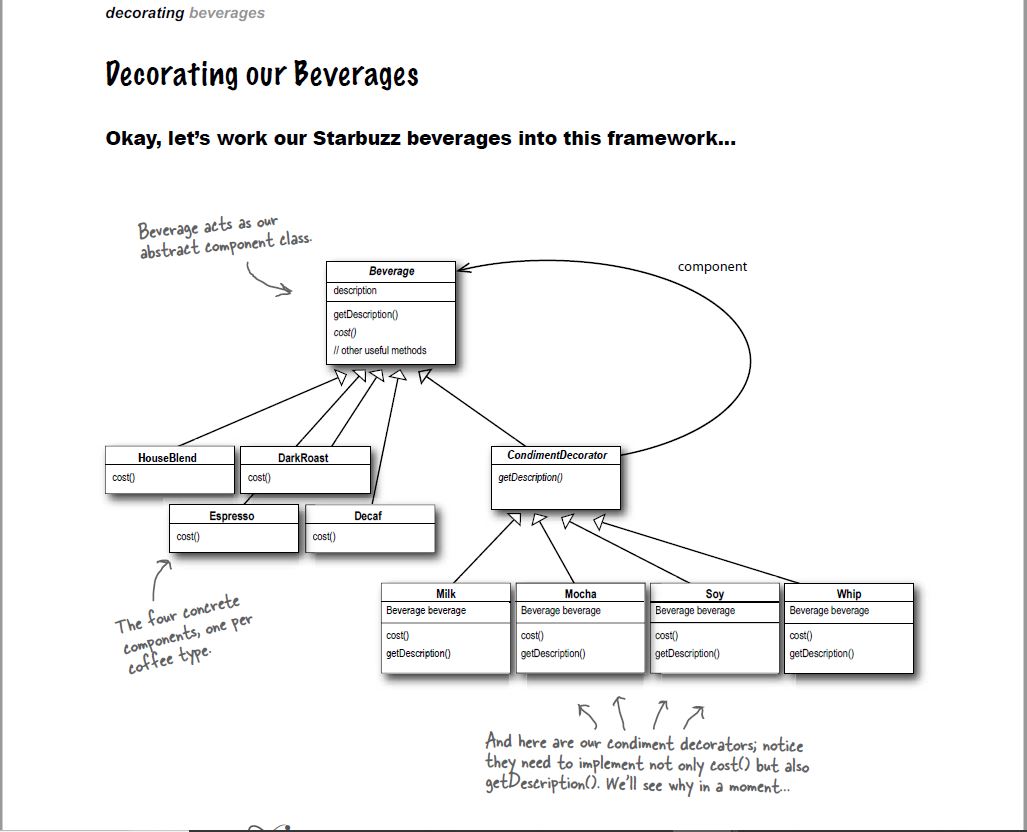 decorating beverages
Decorating our Beverages
Okay, let's work our Starbuzz beverages into this framework...
Beverage acts as our
abstract component class.
component
Beverage
description
getDescription()
cost()
// other useful methods
HouseBlend
cost()
DarkRoast
cost()
Espresso
cost()
Decaf
cost()
CondimentDecorator
getDescription()
The four concrete
components, one per
coffee type.
Milk
Beverage beverage
cost()
getDescription()
Mocha
Beverage beverage
cost()
getDescription()
Soy
Beverage beverage
cost()
getDescription()
Whip
Beverage beverage
cost()
getDescription()
And here are our condiment decorators; notice
they need to implement not only cost() but also
getDescription(). We'll see why in a moment...